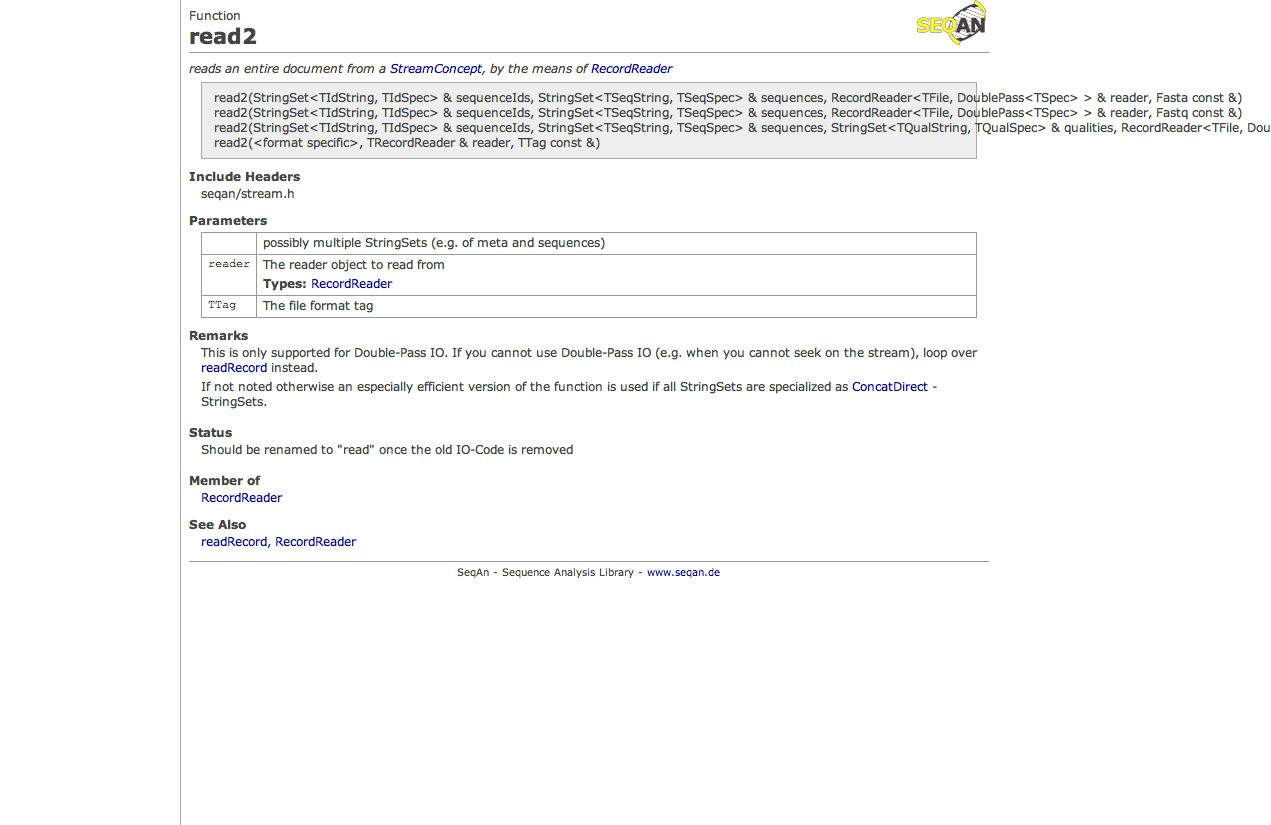 Function
SEQAN
read2
reads an entire document from a StreamConcept, by the means of RecordReader
read2(StringSet<TIdString, TIdSpec> & sequenceIds, StringSet<TSeqString, TSeqSpec> & sequences, RecordReader<TFile, DoublePass<TSpec> > & reader, Fasta const &)
read2(StringSet<TIdString, TIdSpec> & sequenceIds, StringSet<TSeqString, TSeqSpec> & sequences, RecordReader<TFile, DoublePass<TSpec> > & reader, Fastq const &)
read2(StringSet<TIdString, TIdSpec> & sequenceIds, StringSet<TSeqString, TSeqSpec> & sequences, StringSet<TQualString, TQualSpec> & qualities, RecordReader<TFile, Dou
read2(<format specific>, TRecordReader & reader, TTag const &)
Include Headers
seqan/stream.h
Parameters
possibly multiple StringSets (e.g. of meta and sequences)
reader The reader object to read from
Types: RecordReader
TTag The file format tag
Remarks
This is only supported for Double-Pass IO. If you cannot use Double-Pass IO (e.g. when you cannot seek on the stream), loop over
readRecord instead.
If not noted otherwise an especially efficient version of the function is used if all StringSets are specialized as ConcatDirect -
StringSets.
Status
Should be renamed to "read" once the old IO-Code is removed
Member of
RecordReader
See Also
readRecord, RecordReader
SeqAn - Sequence Analysis Library - www.seqan.de